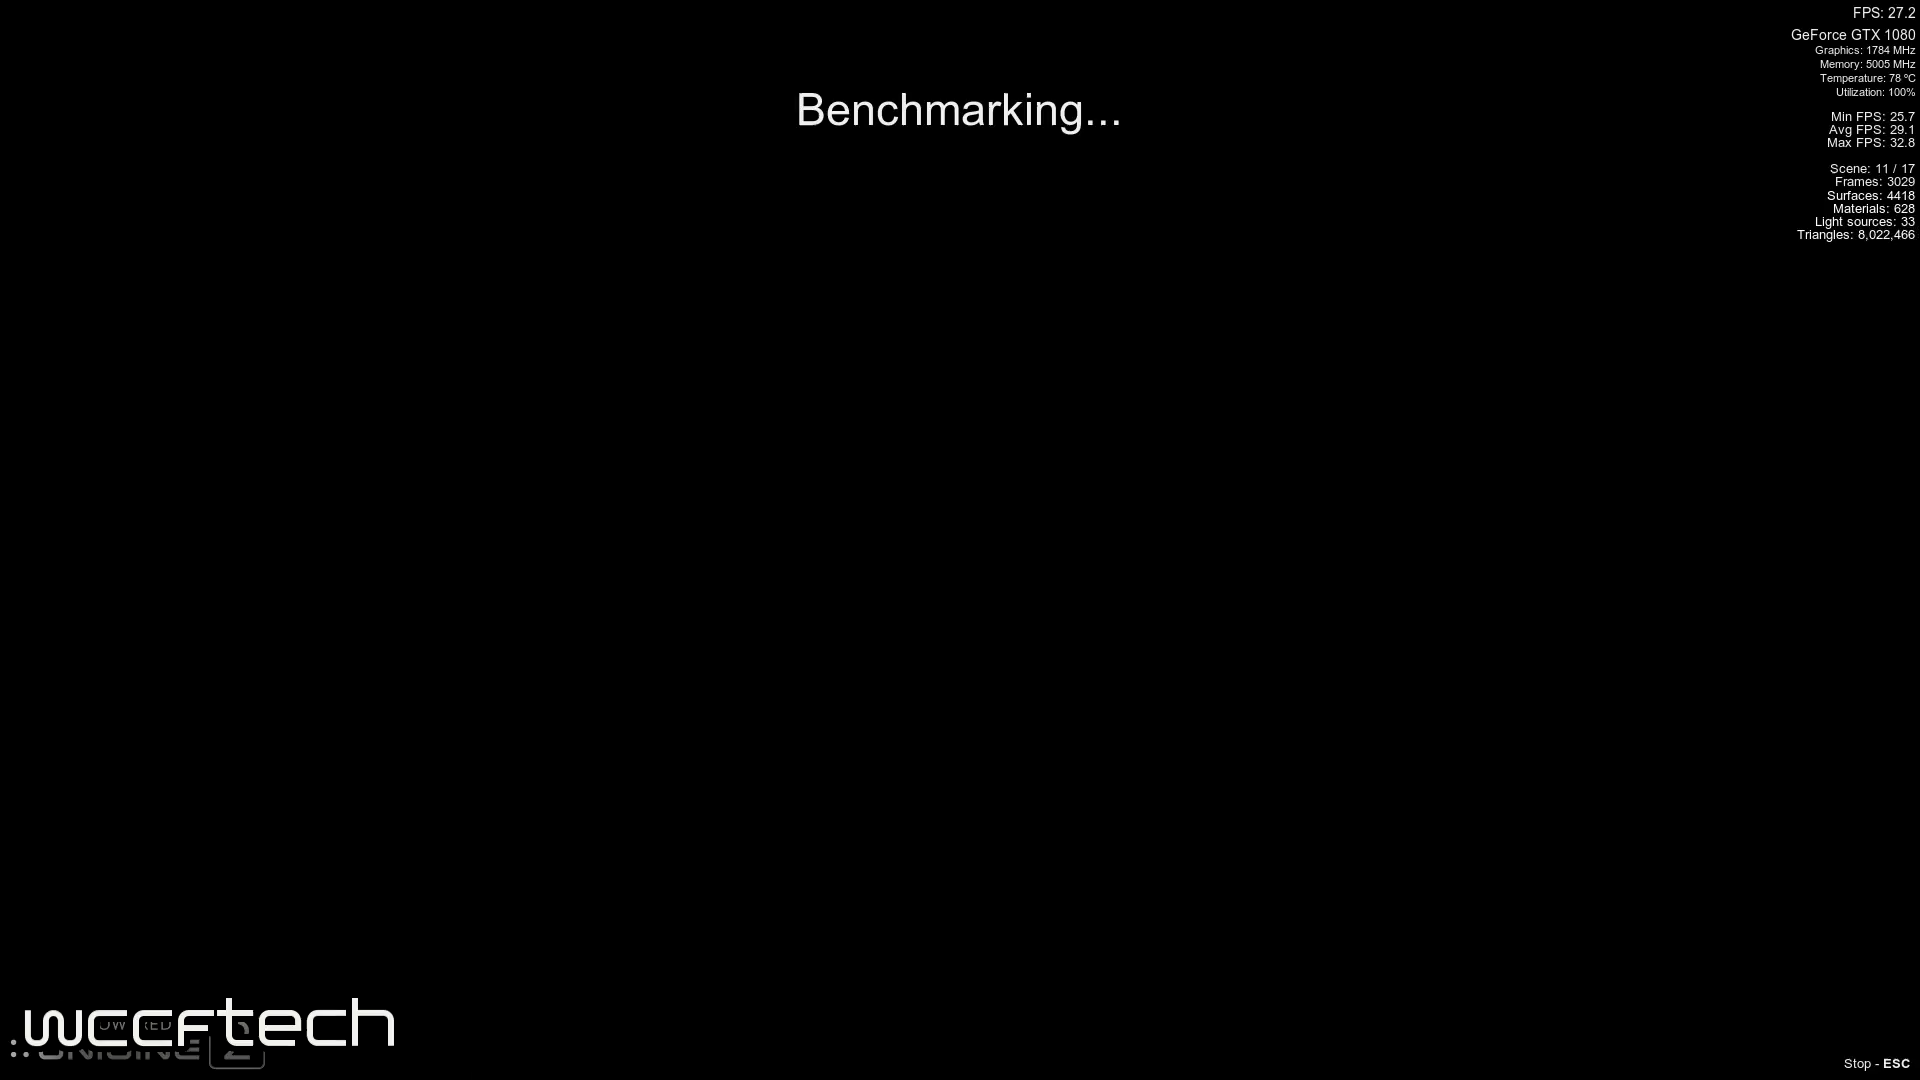 FPS: 27.2
GeForce GTX 1080
Graphics: 1784 MHz
Memory: 5005 MHz
Temperature: 78 ºC
Utilization: 100%
Benchmarking...
Min FPS: 25.7
Avg FPS: 29.1
Max FPS: 32.8
Scene: 11 / 17
Frames: 3029
Surfaces: 4418
Materials: 628
Light sources: 33
Triangles: 8,022,466
wccftech
Stop - ESC